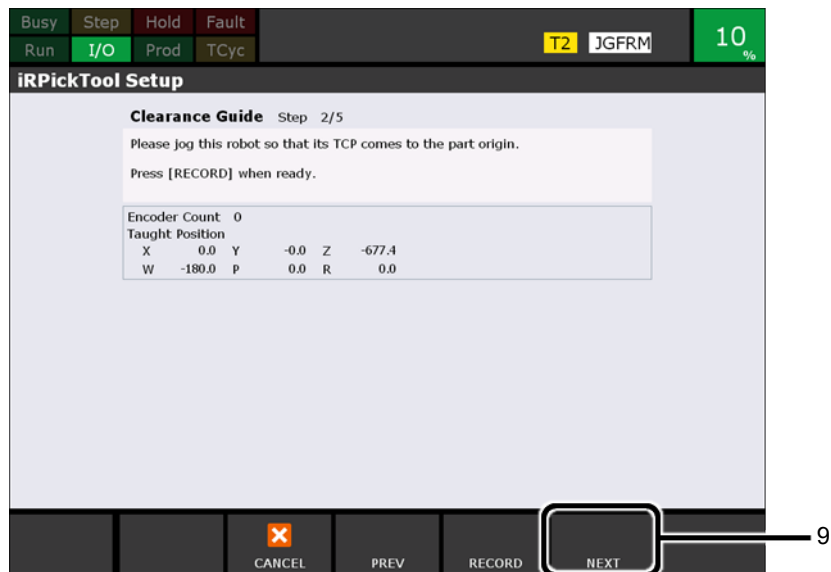 Busy Step Hold Fault
Run I/O Prod TCyc
T2 JGFRM
10
%
iRPickTool Setup
Clearance Guide Step 2/5
Please jog this robot so that its TCP comes to the part origin.
Press [RECORD] when ready.
Encoder Count 0
Taught Position
X 0.0 Y -0.0 Z -677.4
W -180.0 P 0.0 R 0.0
CANCEL PREV RECORD NEXT
9